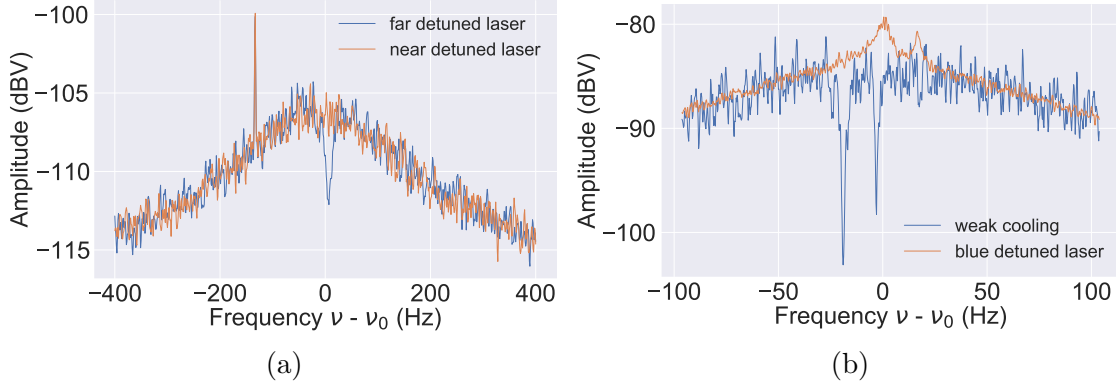 −100
−105
−110
−115
Amplitude (dBV)
far detuned laser
near detuned laser
−400 −200 0 200 400
Frequency ν - ν₀ (Hz)
(a)
−80
−90
−100
Amplitude (dBV)
weak cooling
blue detuned laser
−100 −50 0 50 100
Frequency ν - ν₀ (Hz)
(b)